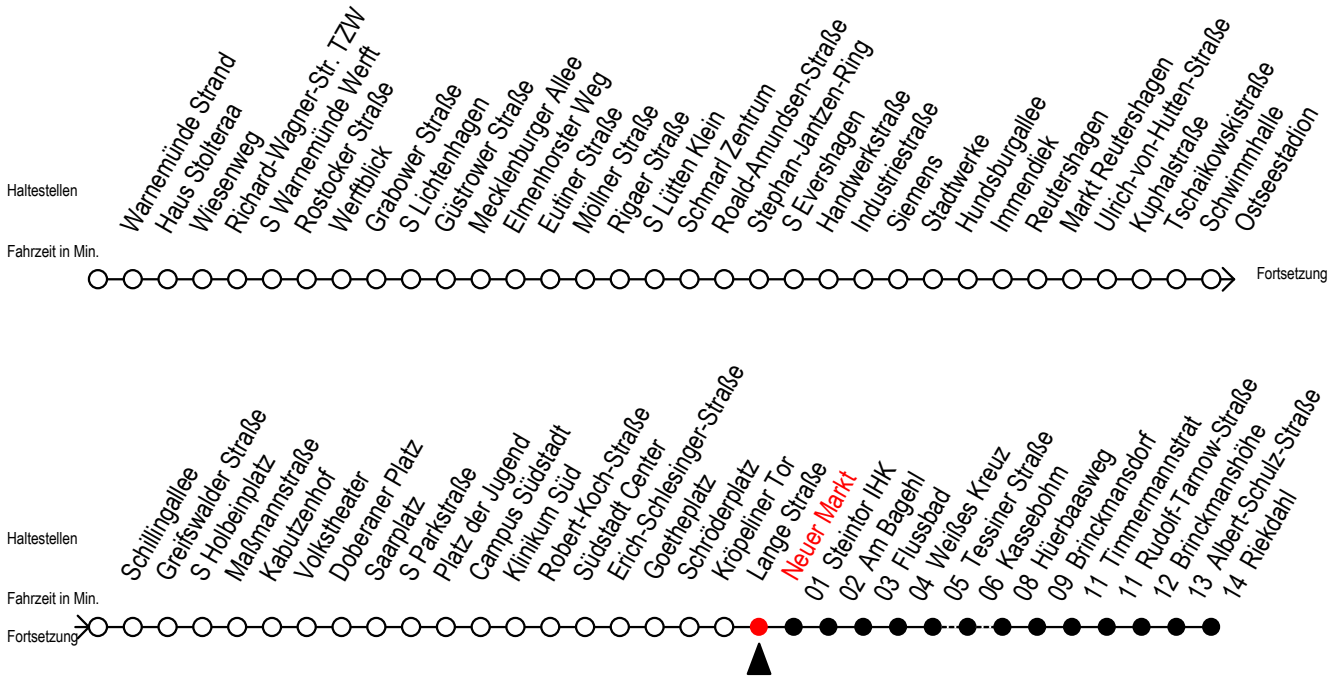 Haltestellen
Warnemünde Strand
Haus Stolteraa
Wiesenweg
Richard-Wagner-Str. TZW
S Warnemünde Werft
Rostocker Straße
Werftblick
Grabower Straße
S Lichtenhagen
Güstrower Straße
Mecklenburger Allee
Elmenhorster Weg
Eutiner Straße
Möllner Straße
Rigaer Straße
S Lütten Klein
Schmarl Zentrum
Roald-Amundsen-Straße
Stephan-Jantzen-Ring
S Evershagen
Handwerkstraße
Industriestraße
Siemens
Stadtwerke
Hundsburgallee
Immendiek
Reutershagen
Markt Reutershagen
Ulrich-von-Hutten-Straße
Kuphalstraße
Tschaikowskistraße
Schwimmhalle
Ostseestadion
Fahrzeit in Min.
Fortsetzung
Haltestellen
Schillingallee
Greifswalder Straße
S Holbeinplatz
Maßmannstraße
Kabutzenhof
Volkstheater
Doberaner Platz
Saarplatz
S Parkstraße
Platz der Jugend
Campus Südstadt
Klinikum Süd
Robert-Koch-Straße
Südstadt Center
Erich-Schlesinger-Straße
Goetheplatz
Schröderplatz
Kröpeliner Tor
Lange Straße
Neuer Markt
01 Steintor IHK
02 Am Bagehl
03 Flussbad
04 Weißes Kreuz
05 Tessiner Straße
06 Kassebohm
08 Hüerbaasweg
09 Brinckmansdorf
11 Timmermannstrat
11 Rudolf-Tarnow-Straße
12 Brinckmanshöhe
13 Albert-Schulz-Straße
14 Riekdahl
Fahrzeit in Min.
Fortsetzung